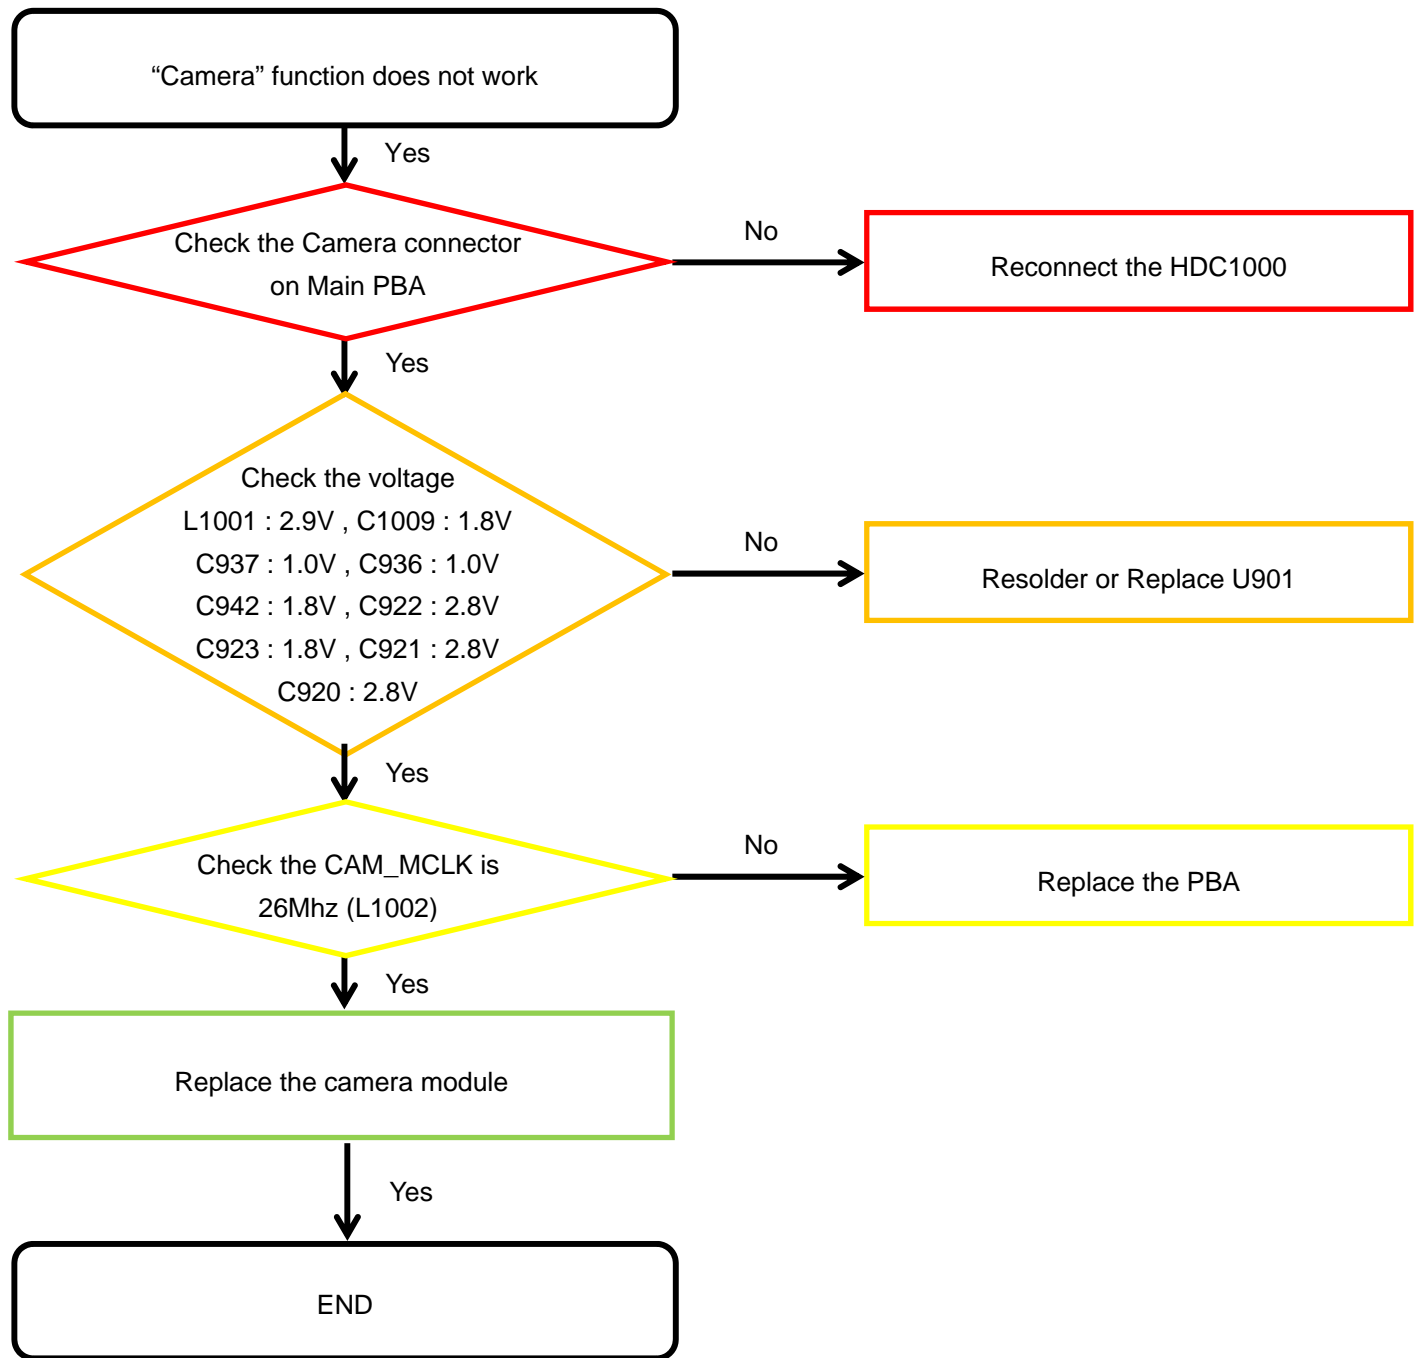 “Camera” function does not work
Yes
Check the Camera connector
on Main PBA
No
Reconnect the HDC1000
Yes
Check the voltage
L1001 : 2.9V , C1009 : 1.8V
C937 : 1.0V , C936 : 1.0V
C942 : 1.8V , C922 : 2.8V
C923 : 1.8V , C921 : 2.8V
C920 : 2.8V
No
Resolder or Replace U901
Yes
Check the CAM_MCLK is
26Mhz (L1002)
No
Replace the PBA
Yes
Replace the camera module
Yes
END